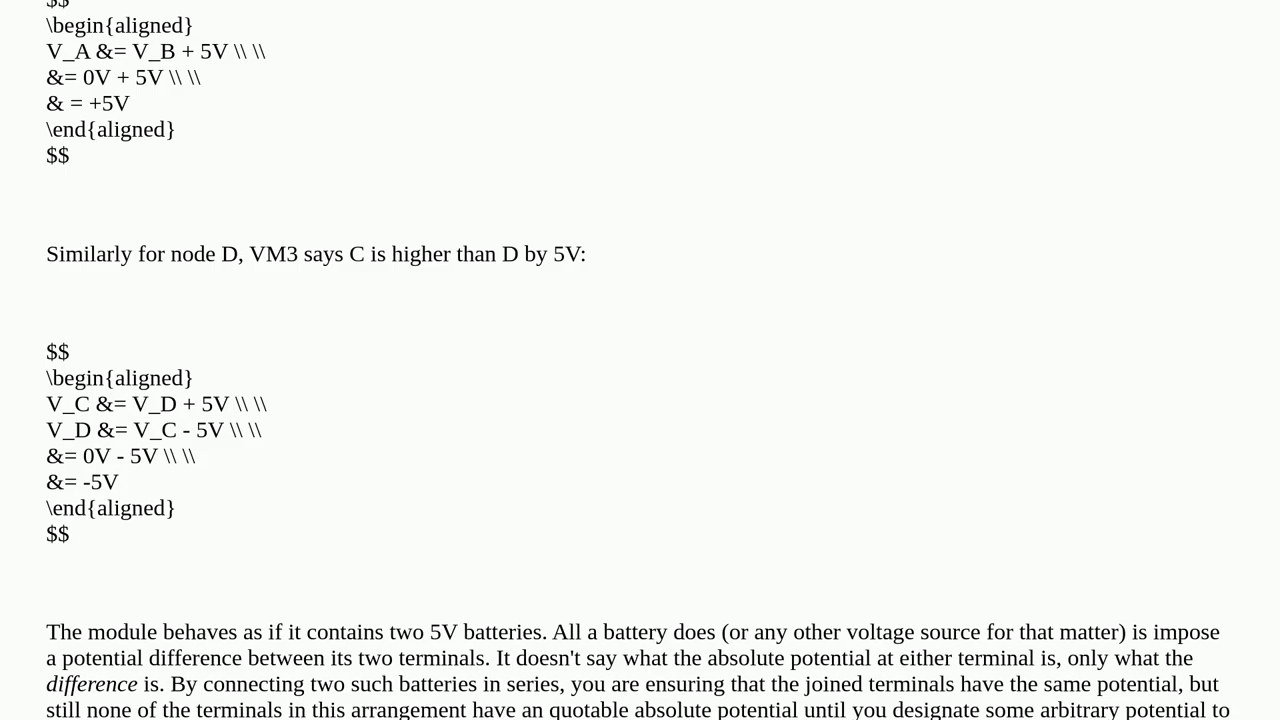 $$
\begin{aligned}
V_A &= V_B + 5V \\ \\
&= 0V + 5V \\ \\
& = +5V
\end{aligned}
$$
Similarly for node D, VM3 says C is higher than D by 5V:
$$
\begin{aligned}
V_C &= V_D + 5V \\ \\
V_D &= V_C - 5V \\ \\
&= 0V - 5V \\ \\
&= -5V
\end{aligned}
$$
The module behaves as if it contains two 5V batteries. All a battery does (or any other voltage source for that matter) is impose
a potential difference between its two terminals. It doesn't say what the absolute potential at either terminal is, only what the
difference is. By connecting two such batteries in series, you are ensuring that the joined terminals have the same potential, but
still none of the terminals in this arrangement have an quotable absolute potential until you designate some arbitrary potential to